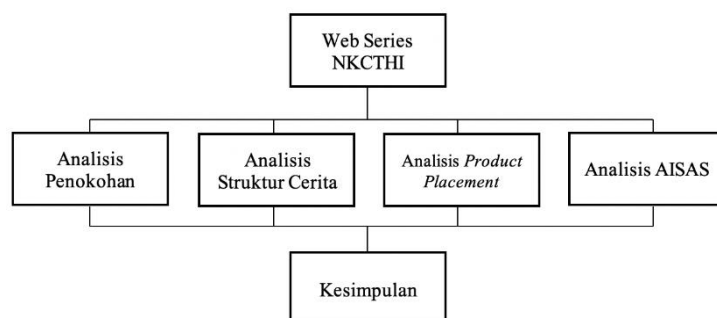 Web Series
NKCTHI
Analisis
Penokohan
Analisis
Struktur Cerita
Analisis Product
Placement
Analisis AISAS
Kesimpulan